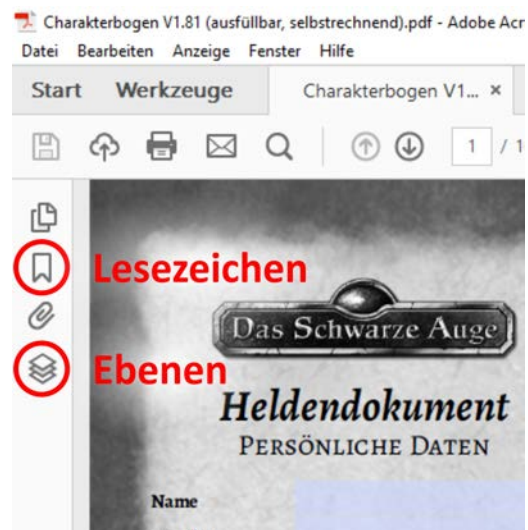 Charakterbogen V1.81 (ausfüllbar, selbstrechnend).pdf - Adobe Acr
Datei Bearbeiten Anzeige Fenster Hilfe
Start Werkzeuge Charakterbogen V1... ×
1 / 1
Lesezeichen
Das Schwarze Auge
Ebenen
Heldendokument
Persönliche Daten
Name